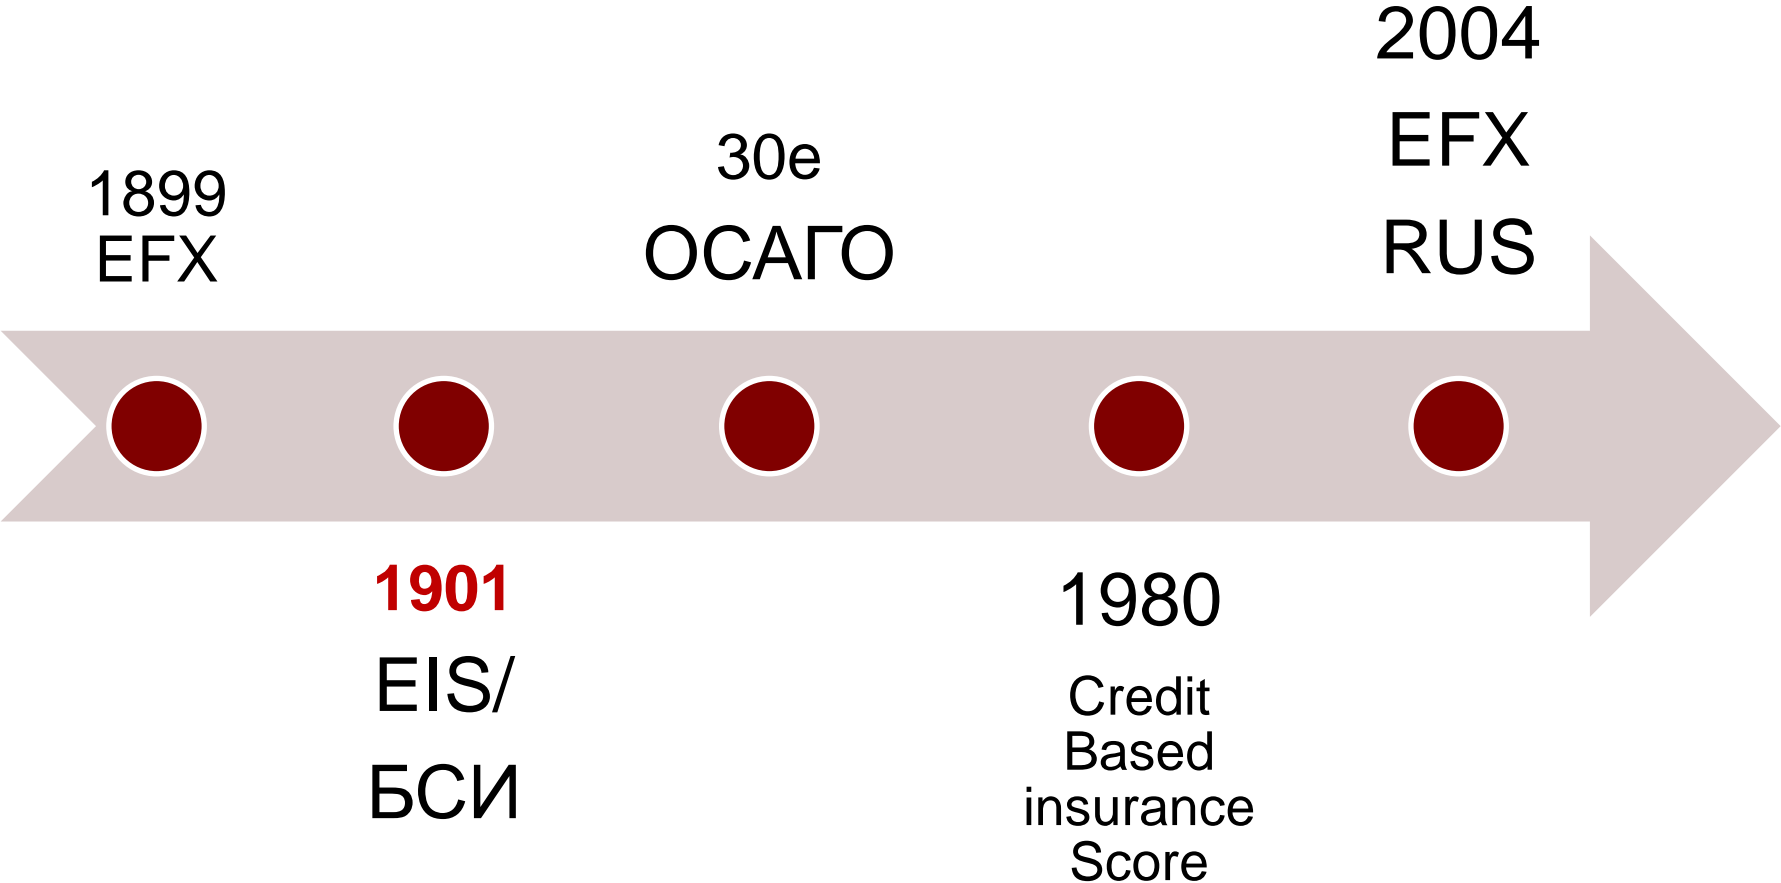 1899
EFX
1901
EIS/
БСИ
30е
ОСАГО
1980
Credit
Based
insurance
Score
2004
EFX
RUS